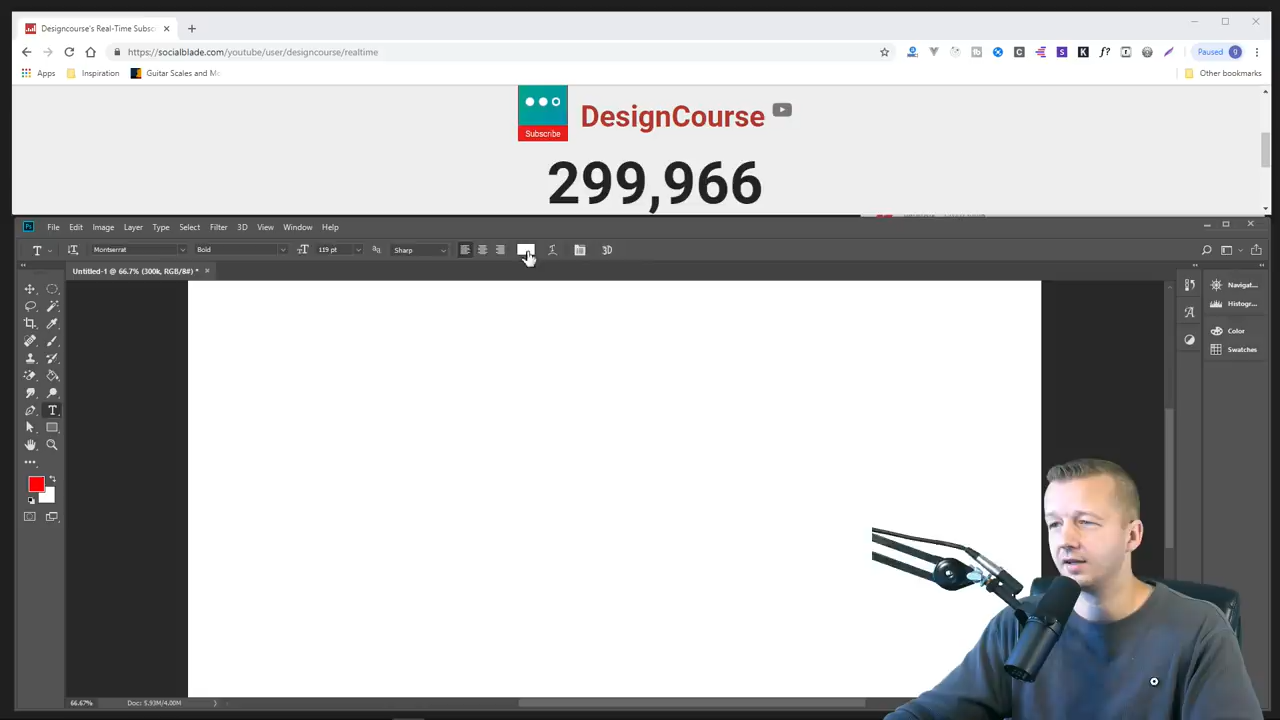 Designcourse's Real-Time Subsc
https://socialblade.com/youtube/user/designcourse/realtime
Paused
g
Apps
Inspiration
Guitar Scales and Mo
Other bookmarks
Subscribe
DesignCourse
299,966
Ps
File Edit Image Layer Type Select Filter 3D View Window Help
T
Montserrat
Bold
119 pt
Sharp
3D
Untitled-1 @ 66.7% (300k, RGB/8#) *
Navigat...
Histogr...
Color
Swatches
66.67%
Doc: 5.93M/4.00M